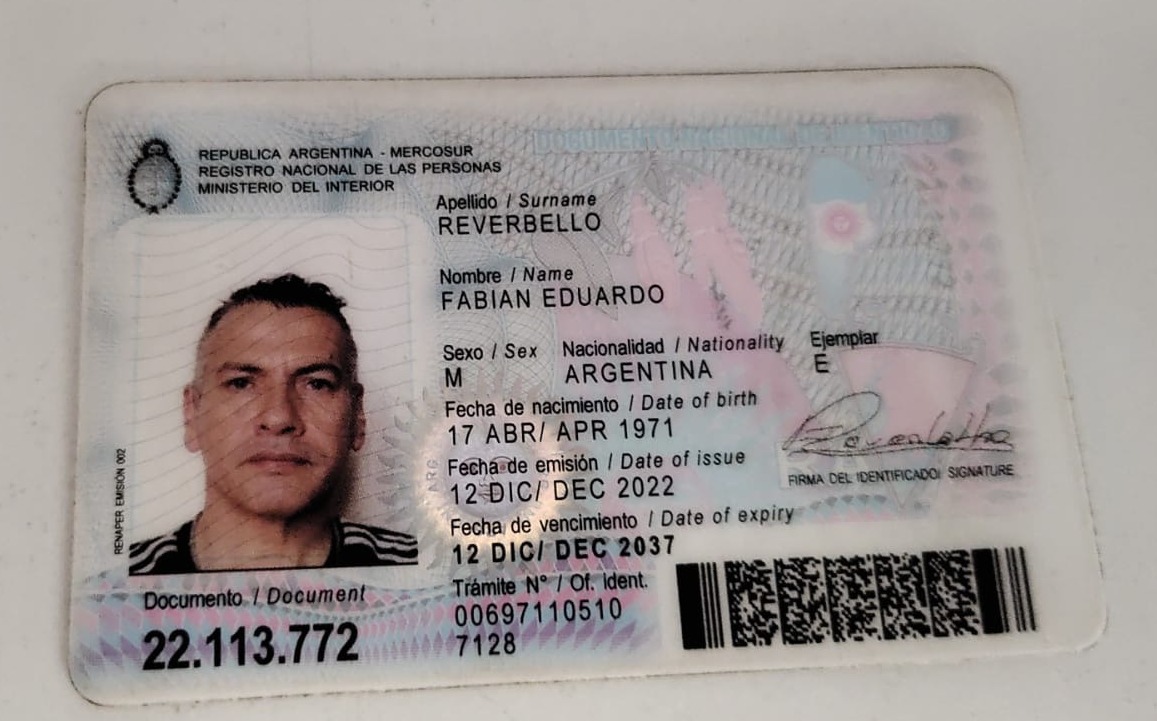 DOCUMENTO NACIONAL DE IDENTIDAD
REPUBLICA ARGENTINA - MERCOSUR
REGISTRO NACIONAL DE LAS PERSONAS
MINISTERIO DEL INTERIOR
Apellido / Surname
REVERBELLO
Nombre / Name
FABIAN EDUARDO
Sexo / Sex Nacionalidad / Nationality Ejemplar
M ARGENTINA E
Fecha de nacimiento / Date of birth
17 ABR/ APR 1971
Fecha de emisión / Date of issue
12 DIC/ DEC 2022
FIRMA DEL IDENTIFICADO/ SIGNATURE
Fecha de vencimiento / Date of expiry
12 DIC/ DEC 2037
RENAPER EMISIÓN 002
ARG
Documento / Document
22.113.772
Trámite N° / Of. ident.
00697110510
7128